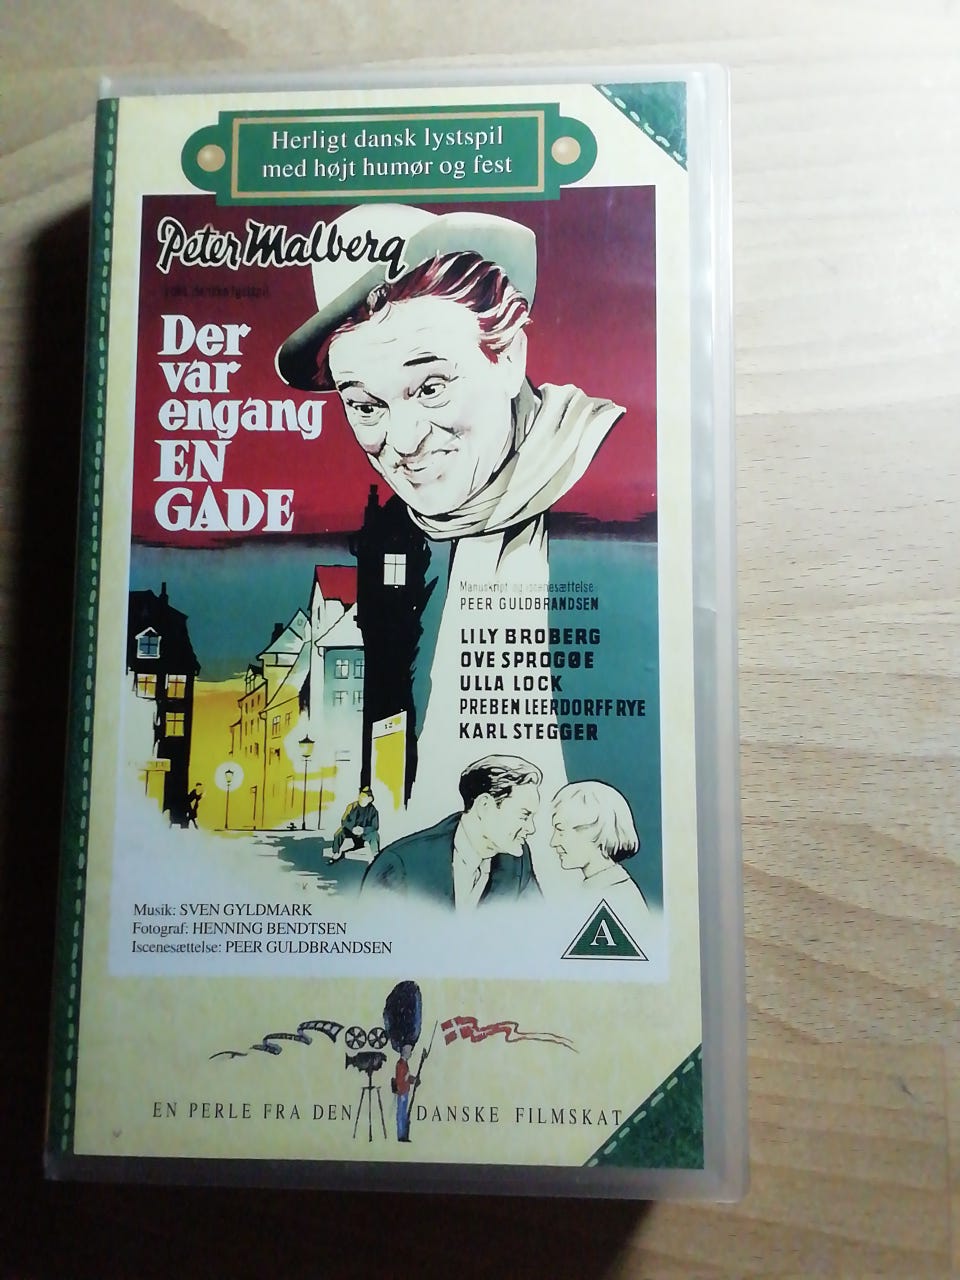 Herligt dansk lystspil
med højt humør og fest
Peter Malberg
danske lystspil
Der
var
engang
EN
GADE
Manuskript og iscenesættelse
PEER GULDBRANDSEN
LILY BROBERG
OVE SPROGØE
ULLA LOCK
PREBEN LEERDORFF RYE
KARL STEGGER
Musik: SVEN GYLDMARK
Fotograf: HENNING BENDTSEN
Iscenesættelse: PEER GULDBRANDSEN
A
EN PERLE FRA DEN DANSKE FILMSKAT